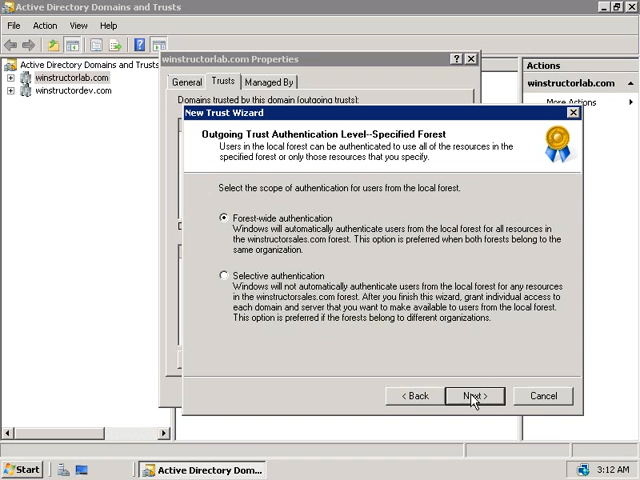 Active Directory Domains and Trusts
File Action View Help
Active Directory Domains and Trusts
winstructorlab.com
winstructordev.com
winstructorlab.com Properties
General Trusts Managed By
Domains trusted by this domain (outgoing trusts):
Actions
winstructorlab.com
More Actions
New Trust Wizard
Outgoing Trust Authentication Level--Specified Forest
Users in the local forest can be authenticated to use all of the resources in the
specified forest or only those resources that you specify.
Select the scope of authentication for users from the local forest.
Forest-wide authentication
Windows will automatically authenticate users from the local forest for all resources in
the winstructorsales.com forest. This option is preferred when both forests belong to the
same organization.
Selective authentication
Windows will not automatically authenticate users from the local forest for any resources
in the winstructorsales.com forest. After you finish this wizard, grant individual access to
each domain and server that you want to make available to users from the local forest.
This option is preferred if the forests belong to different organizations.
< Back Next > Cancel
Start Active Directory Dom... 3:12 AM